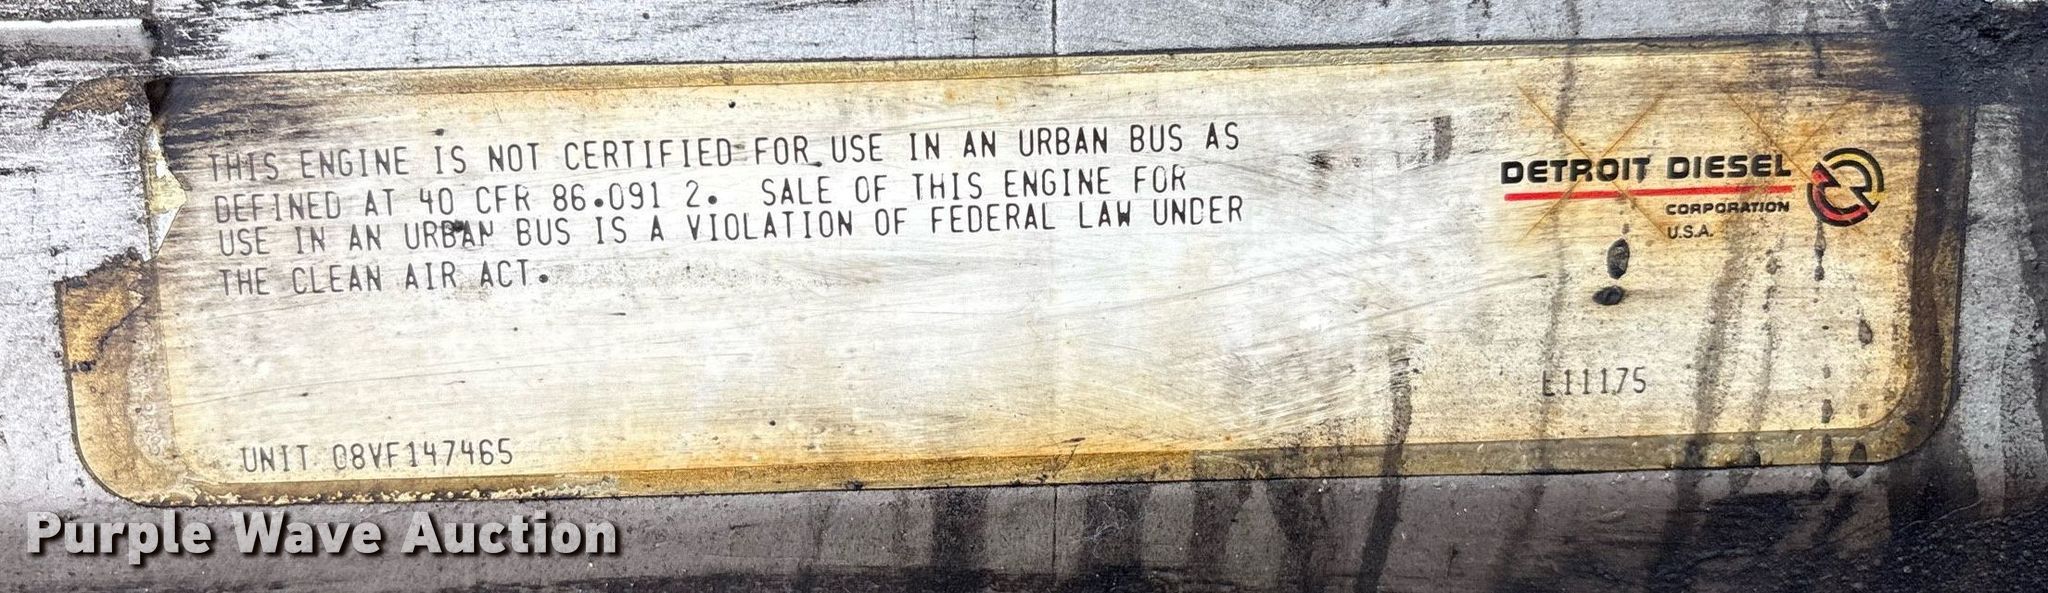 THIS ENGINE IS NOT CERTIFIED FOR USE IN AN URBAN BUS AS
DEFINED AT 40 CFR 86.091 2. SALE OF THIS ENGINE FOR
USE IN AN URBAN BUS IS A VIOLATION OF FEDERAL LAW UNDER
THE CLEAN AIR ACT.
DETROIT DIESEL
CORPORATION
U.S.A.
E11175
UNIT 08VF147465
Purple Wave Auction